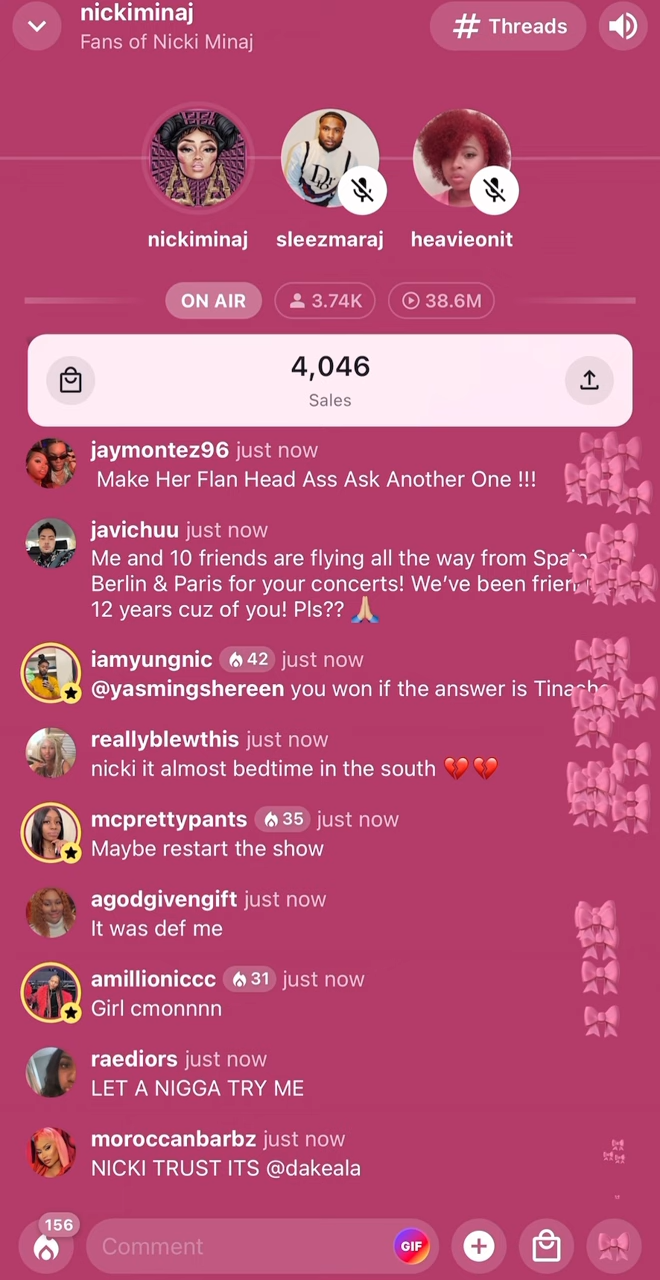 nickiminaj
Fans of Nicki Minaj
# Threads
DIOR
nickiminaj sleezmaraj heavieonit
ON AIR 3.74K 38.6M
4,046
Sales
jaymontez96 just now
Make Her Flan Head Ass Ask Another One !!!
javichuu just now
Me and 10 friends are flying all the way from
Berlin & Paris for your concerts! We've been
12 years cuz of you! Pls?? 🙏🏼
iamyungnic 42 just now
@yasmingshereen you won if the answer is Tinashe
reallyblewthis just now
nicki it almost bedtime in the south 💔💔
mcprettypants 35 just now
Maybe restart the show
agodgivengift just now
It was def me
amillioniccc 31 just now
Girl cmonnnn
raediors just now
LET A NIGGA TRY ME
moroccanbarbz just now
NICKI TRUST ITS @dakeala
156
Comment GIF